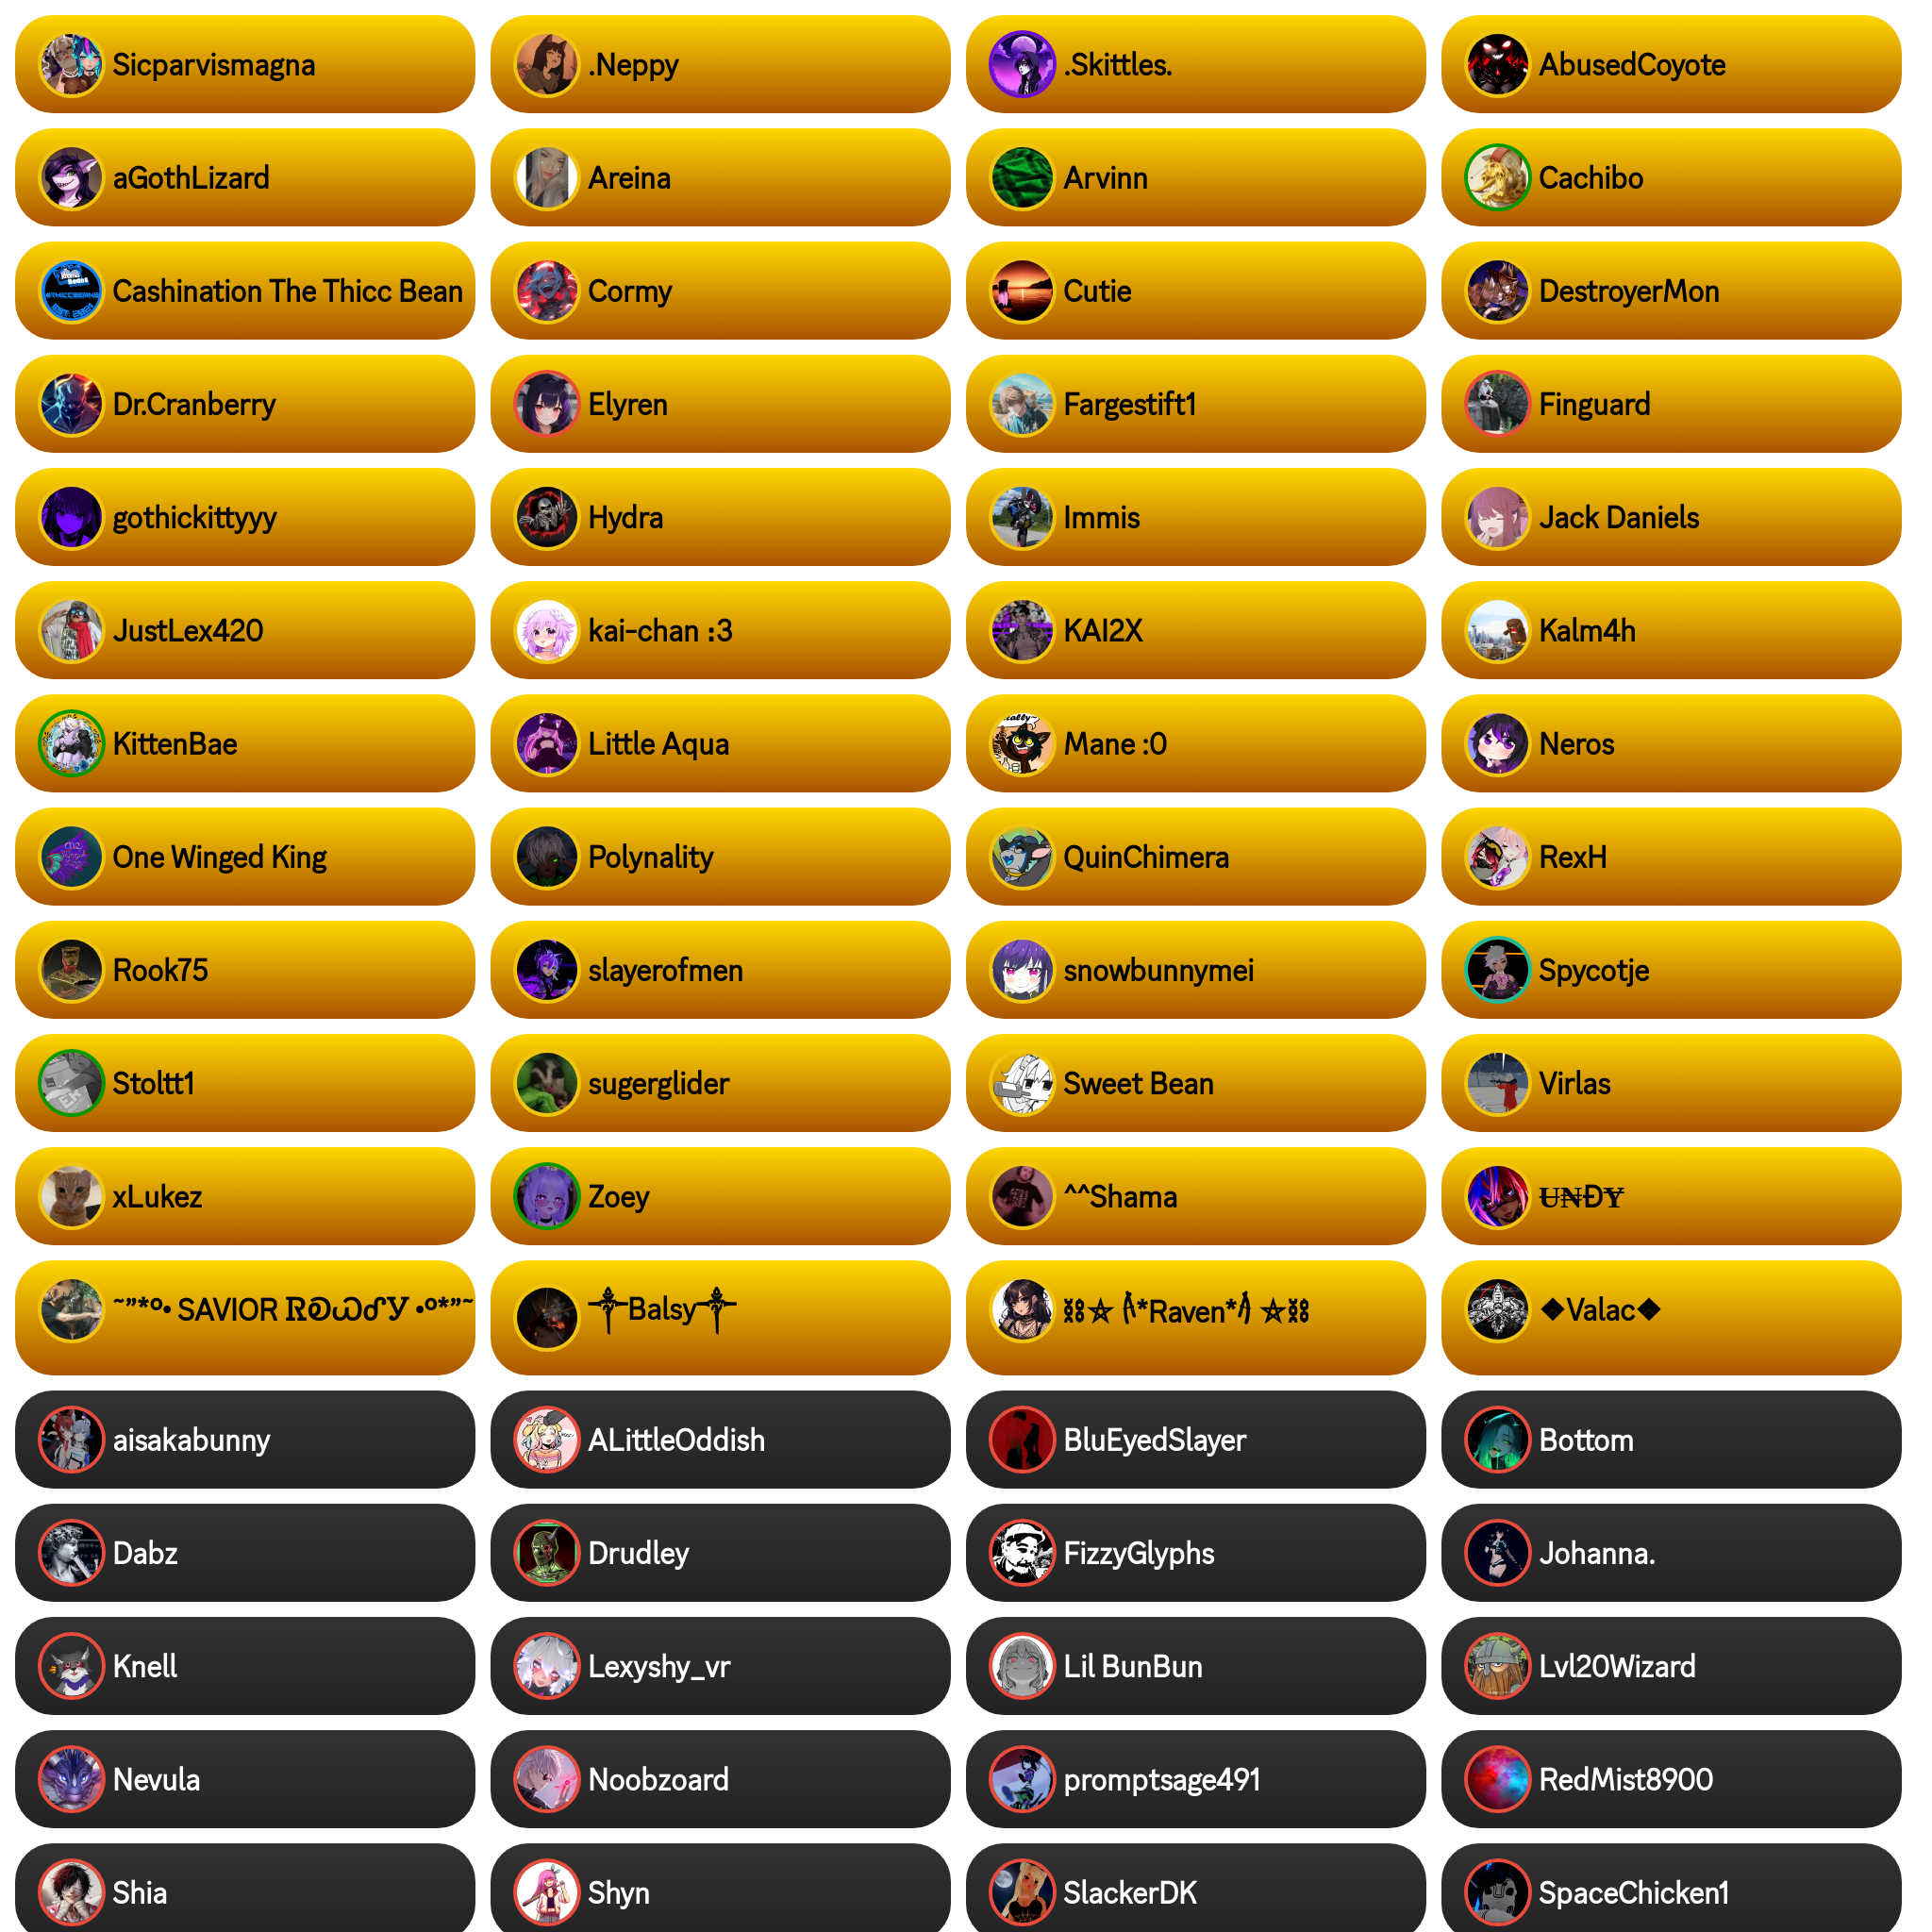 Sicparvismagna
.Neppy
.Skittles.
AbusedCoyote
aGothLizard
Areina
Arvinn
Cachibo
Cashination The Thicc Bean
Cormy
Cutie
DestroyerMon
Dr.Cranberry
Elyren
Fargestift1
Finguard
gothickittyyy
Hydra
Immis
Jack Daniels
JustLex420
kai-chan :3
KAI2X
Kalm4h
KittenBae
Little Aqua
Mane :0
Neros
One Winged King
Polynality
QuinChimera
RexH
Rook75
slayerofmen
snowbunnymei
Spycotje
Stoltt1
sugerglider
Sweet Bean
Virlas
xLukez
Zoey
^^Shama
U̶N̶ĐY̶
~”*°• SAVIOR ᏒᎧᏇᎴᎩ •°*”~
༒Balsy༒
⛓⛧𓀐*Raven*𓀐⛧⛓
◆Valac◆
aisakabunny
ALittleOddish
BluEyedSlayer
Bottom
Dabz
Drudley
FizzyGlyphs
Johanna.
Knell
Lexyshy_vr
Lil BunBun
Lvl20Wizard
Nevula
Noobzoard
promptsage491
RedMist8900
Shia
Shyn
SlackerDK
SpaceChicken1